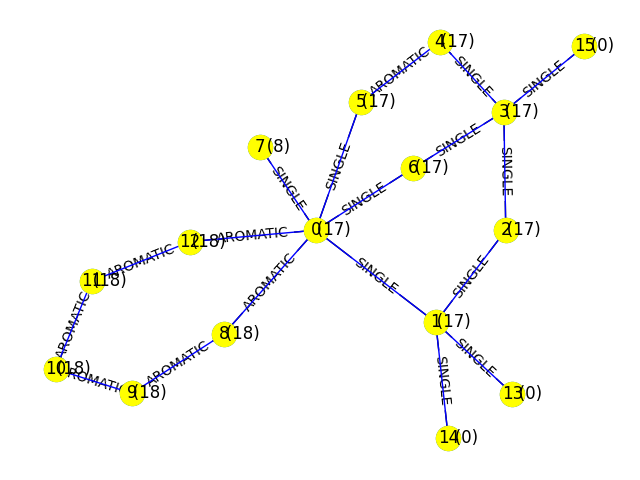 4(17)
15(0)
AROMATIC
SINGLE
SINGLE
5(17)
3(17)
SINGLE
7(8)
SINGLE
6(17)
SINGLE
SINGLE
SINGLE
0(17)
2(17)
AROMATIC
12(18)
AROMATIC
SINGLE
SINGLE
11(18)
AROMATIC
AROMATIC
1(17)
8(18)
AROMATIC
SINGLE
10(18)
AROMATIC
SINGLE
9(18)
13(0)
14(0)